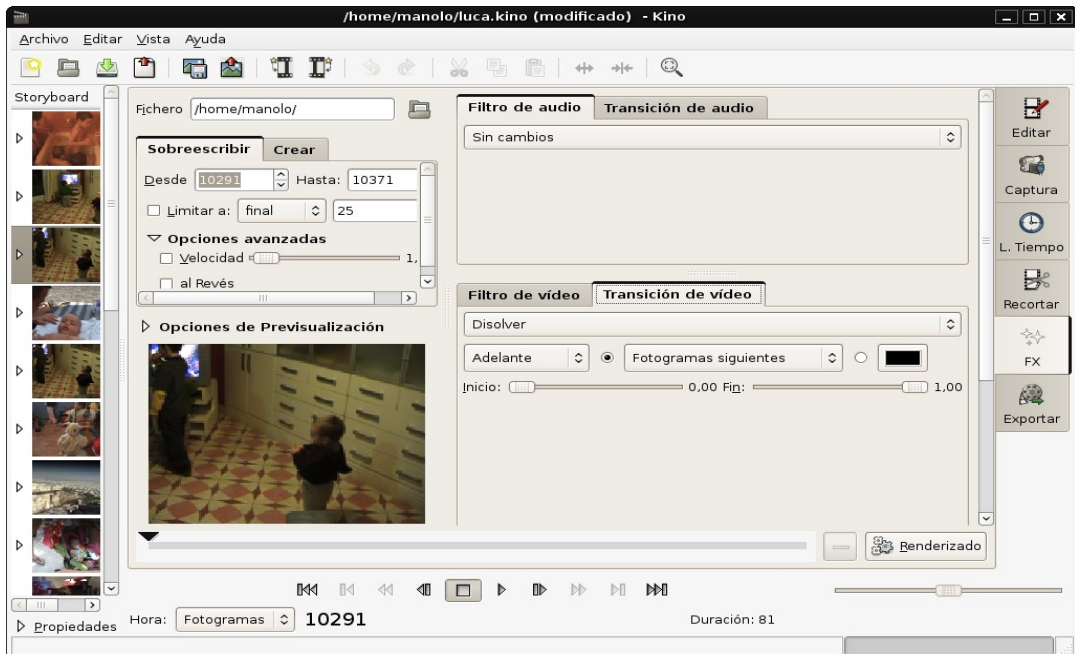 /home/manolo/luca.kino (modificado) - Kino
Archivo Editar Vista Ayuda
Storyboard
Fichero /home/manolo/
Sobreescribir Crear
Desde 10291 Hasta: 10371
Limitar a: final 25
Opciones avanzadas
Velocidad 1,
al Revés
Opciones de Previsualización
Filtro de audio Transición de audio
Sin cambios
Filtro de vídeo Transición de vídeo
Disolver
Adelante Fotogramas siguientes
Inicio: 0,00 Fin: 1,00
Renderizado
Editar
Captura
L. Tiempo
Recortar
FX
Exportar
Propiedades
Hora: Fotogramas 10291 Duración: 81